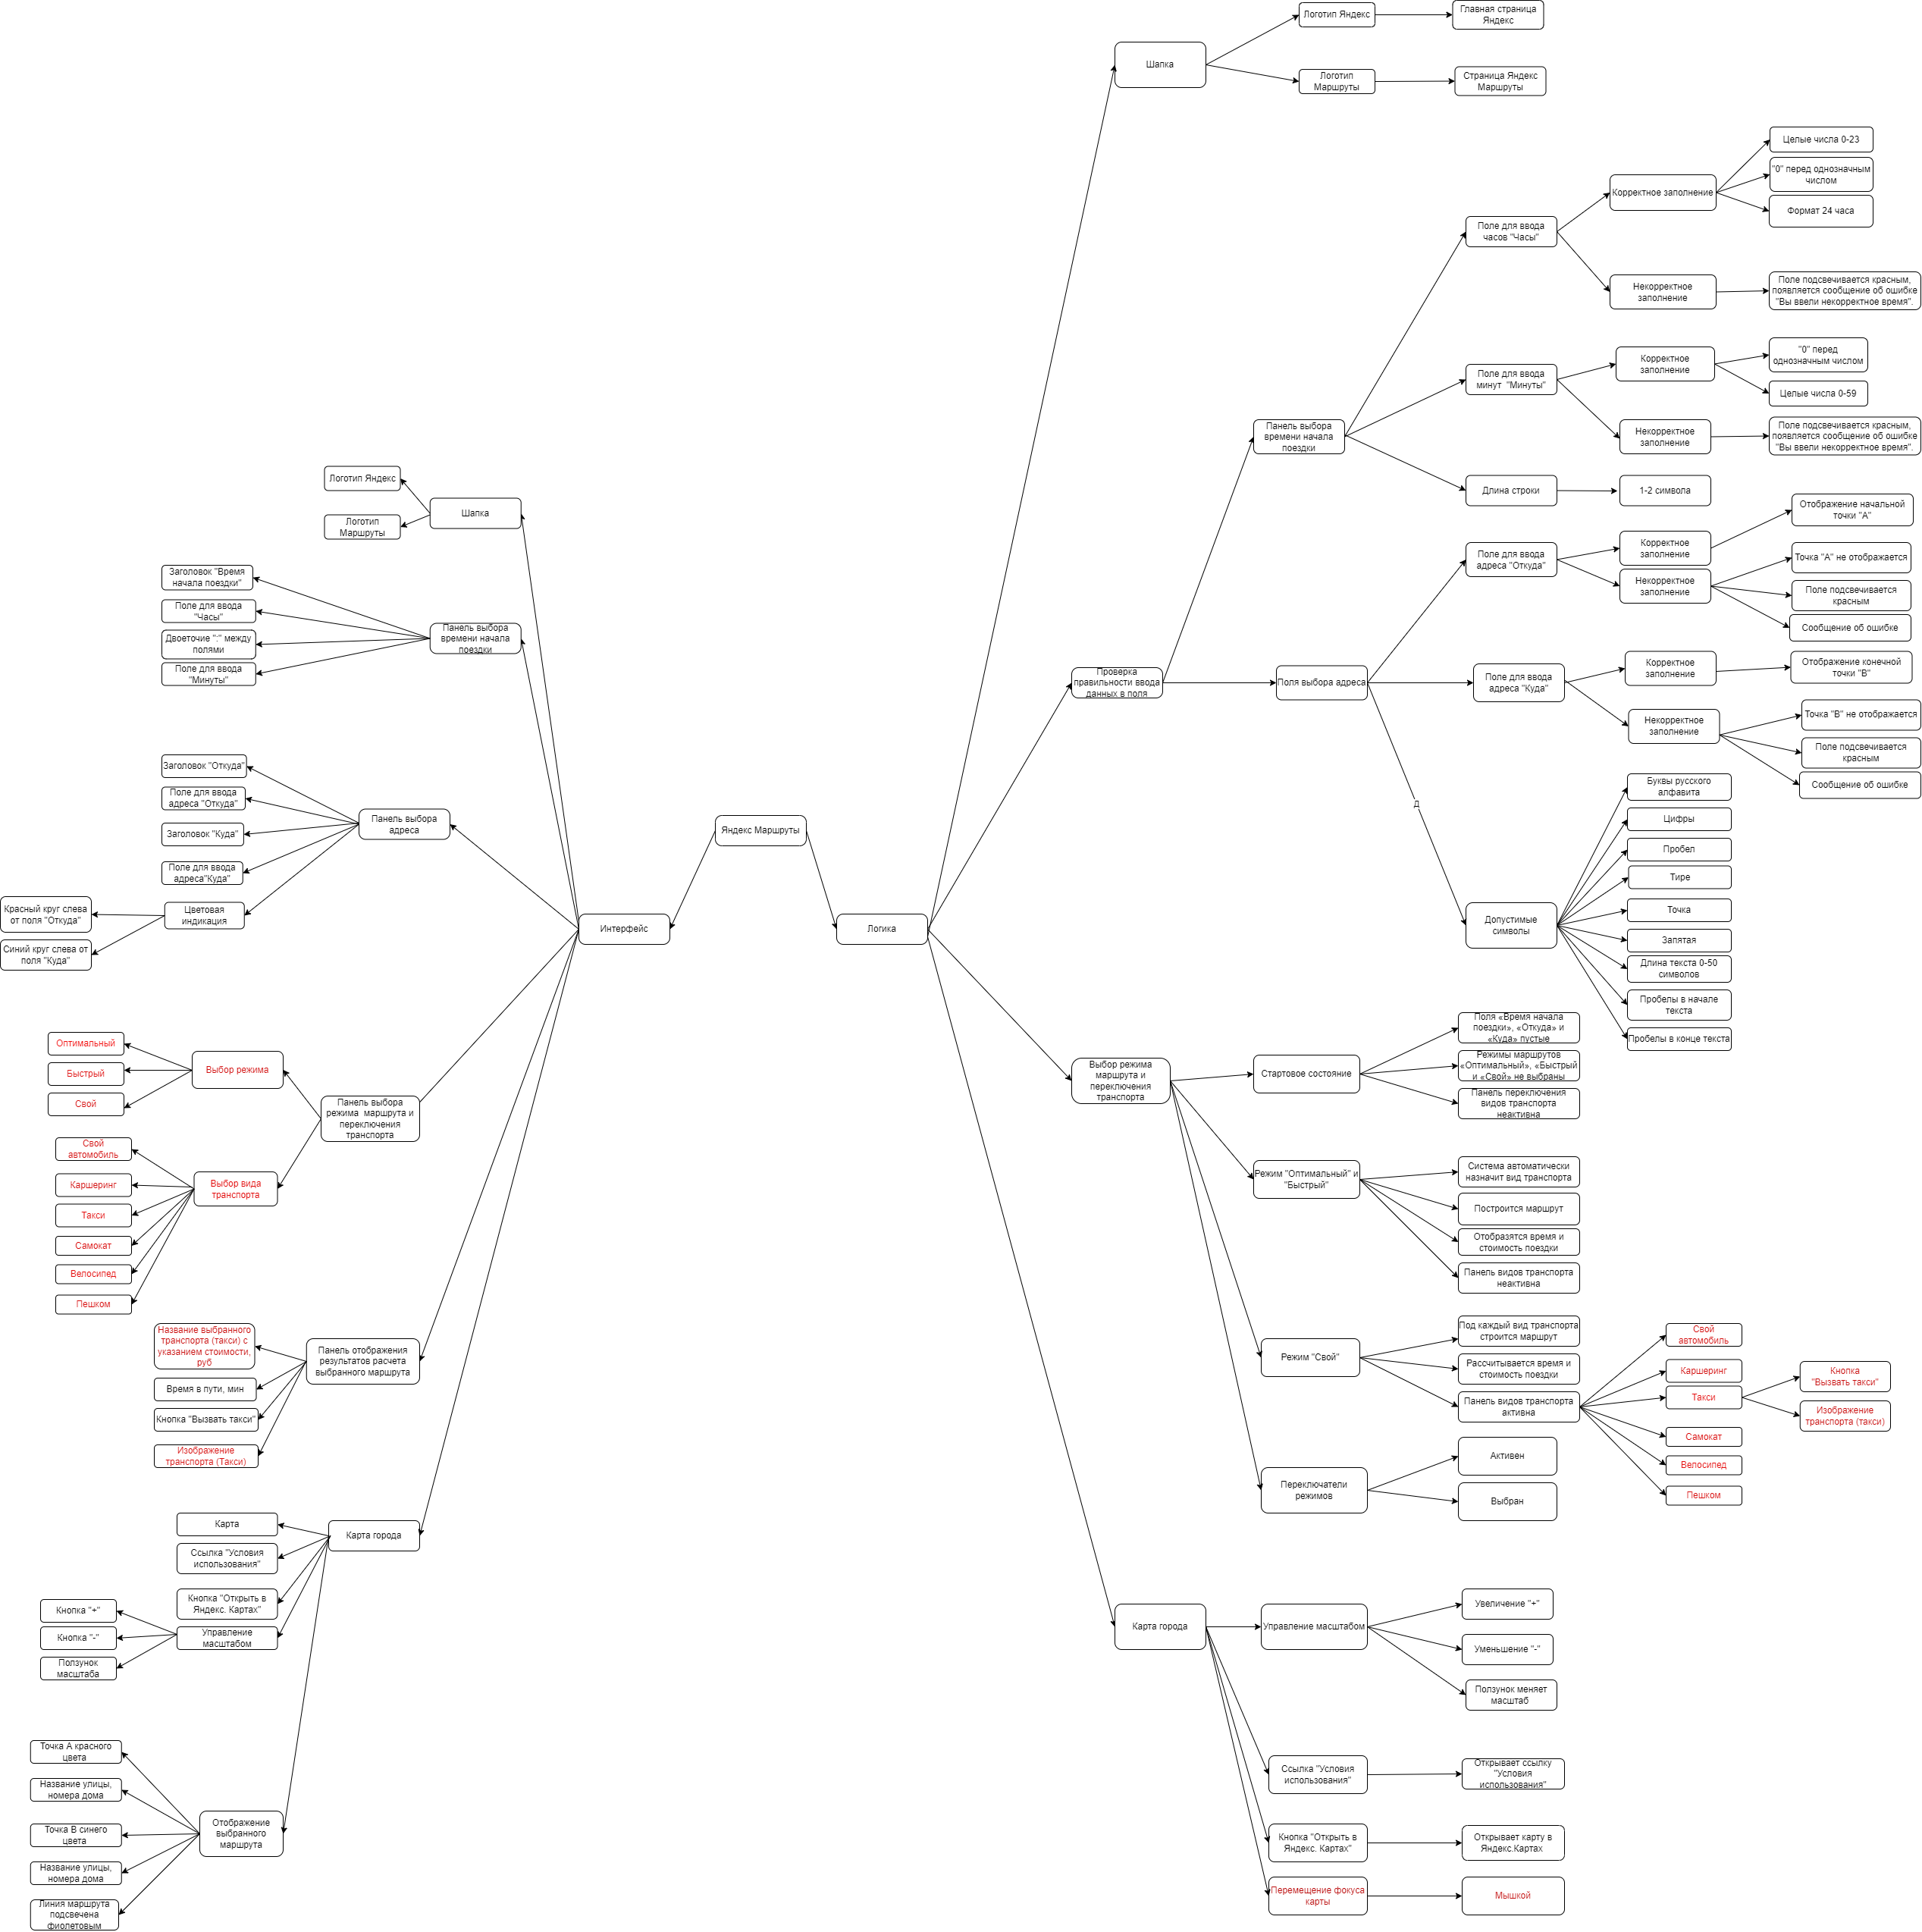 Яндекс Маршруты
Интерфейс
Логика
Шапка
Логотип Яндекс
Логотип
Маршруты
Панель выбора
времени начала
поездки
Заголовок "Время
начала поездки"
Поле для ввода
"Часы"
Двоеточие ":" между
полями
Поле для ввода
"Минуты"
Панель выбора
адреса
Заголовок "Откуда"
Поле для ввода
адреса "Откуда"
Заголовок "Куда"
Поле для ввода
адреса"Куда"
Цветовая
индикация
Красный круг слева
от поля "Откуда"
Синий круг слева от
поля "Куда"
Панель выбора
режима маршрута и
переключения
транспорта
Выбор режима
Оптимальный
Быстрый
Свой
Выбор вида
транспорта
Свой
автомобиль
Каршеринг
Такси
Самокат
Велосипед
Пешком
Панель отображения
результатов расчета
выбранного маршрута
Название выбранного
транспорта (такси) с
указанием стоимости,
руб
Время в пути, мин
Кнопка "Вызвать такси"
Изображение
транспорта (Такси)
Карта города
Карта
Ссылка "Условия
использования"
Кнопка "Открыть в
Яндекс. Картах"
Управление
масштабом
Кнопка "+"
Кнопка "-"
Ползунок
масштаба
Отображение
выбранного
маршрута
Точка А красного
цвета
Название улицы,
номера дома
Точка В синего
цвета
Название улицы,
номера дома
Линия маршрута
подсвечена
фиолетовым
Шапка
Логотип Яндекс
Главная страница
Яндекс
Логотип
Маршруты
Страница Яндекс
Маршруты
Проверка
правильности ввода
данных в поля
Панель выбора
времени начала
поездки
Поле для ввода
часов "Часы"
Корректное заполнение
Целые числа 0-23
"0" перед однозначным
числом
Формат 24 часа
Некорректное
заполнение
Поле подсвечивается красным,
появляется сообщение об ошибке
"Вы ввели некорректное время".
Поле для ввода
минут "Минуты"
Корректное
заполнение
"0" перед
однозначным числом
Целые числа 0-59
Некорректное
заполнение
Поле подсвечивается красным,
появляется сообщение об ошибке
"Вы ввели некорректное время".
Длина строки
1-2 символа
Поля выбора адреса
Поле для ввода
адреса "Откуда"
Корректное
заполнение
Отображение начальной
точки "А"
Некорректное
заполнение
Точка "А" не отображается
Поле подсвечивается
красным
Сообщение об ошибке
Поле для ввода
адреса "Куда"
Корректное
заполнение
Отображение конечной
точки "В"
Некорректное
заполнение
Точка "В" не отображается
Поле подсвечивается
красным
Сообщение об ошибке
Д
Допустимые
символы
Буквы русского
алфавита
Цифры
Пробел
Тире
Точка
Запятая
Длина текста 0-50
символов
Пробелы в начале
текста
Пробелы в конце текста
Выбор режима
маршрута и
переключения
транспорта
Стартовое состояние
Поля «Время начала
поездки», «Откуда» и
«Куда» пустые
Режимы маршрутов
«Оптимальный», «Быстрый
и «Свой» не выбраны
Панель переключения
видов транспорта
неактивна
Режим "Оптимальный" и
"Быстрый"
Система автоматически
назначит вид транспорта
Построится маршрут
Отобразятся время и
стоимость поездки
Панель видов транспорта
неактивна
Режим "Свой"
Под каждый вид транспорта
строится маршрут
Рассчитывается время и
стоимость поездки
Панель видов транспорта
активна
Свой
автомобиль
Каршеринг
Такси
Кнопка
"Вызвать такси"
Изображение
транспорта (такси)
Самокат
Велосипед
Пешком
Переключатели
режимов
Активен
Выбран
Карта города
Управление масштабом
Увеличение "+"
Уменьшение "-"
Ползунок меняет
масштаб
Ссылка "Условия
использования"
Открывает ссылку
"Условия
использования"
Кнопка "Открыть в
Яндекс. Картах"
Открывает карту в
Яндекс.Картах
Перемещение фокуса
карты
Мышкой